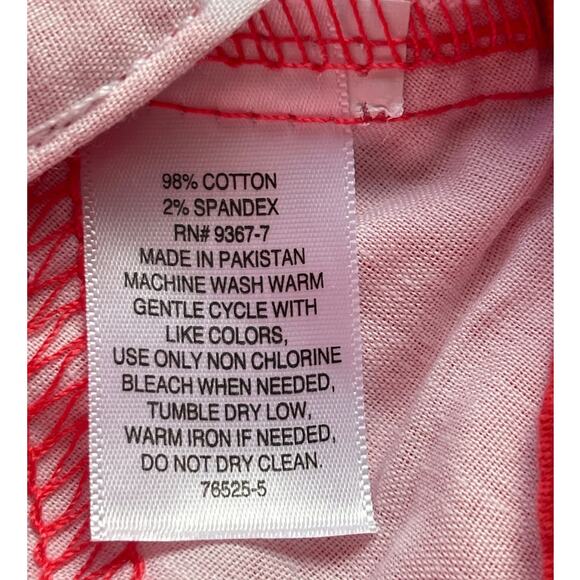 98% COTTON
2% SPANDEX
RN# 9367-7
MADE IN PAKISTAN
MACHINE WASH WARM
GENTLE CYCLE WITH
LIKE COLORS,
USE ONLY NON CHLORINE
BLEACH WHEN NEEDED,
TUMBLE DRY LOW,
WARM IRON IF NEEDED,
DO NOT DRY CLEAN.
76525-5